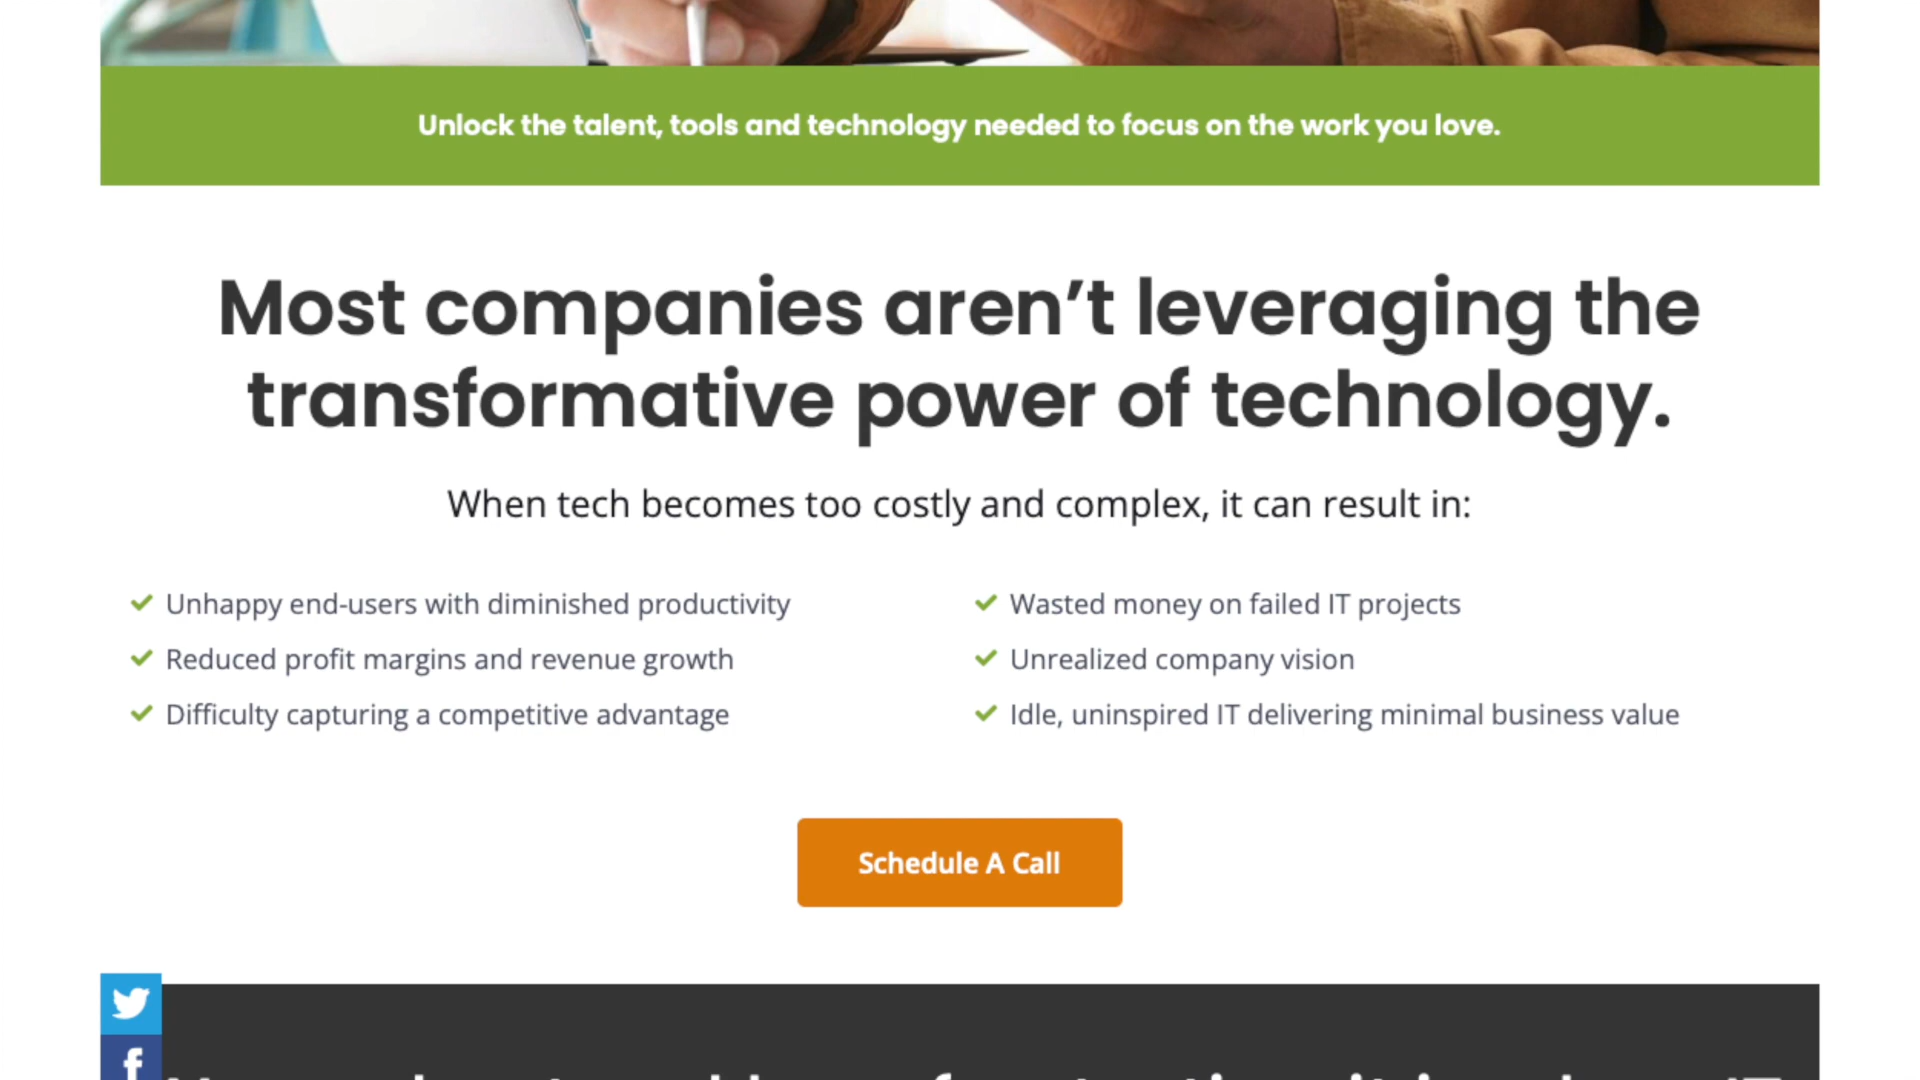 Unlock the talent, tools and technology needed to focus on the work you love.
Most companies aren’t leveraging the
transformative power of technology.
When tech becomes too costly and complex, it can result in:
Unhappy end-users with diminished productivity
Reduced profit margins and revenue growth
Difficulty capturing a competitive advantage
Wasted money on failed IT projects
Unrealized company vision
Idle, uninspired IT delivering minimal business value
Schedule A Call